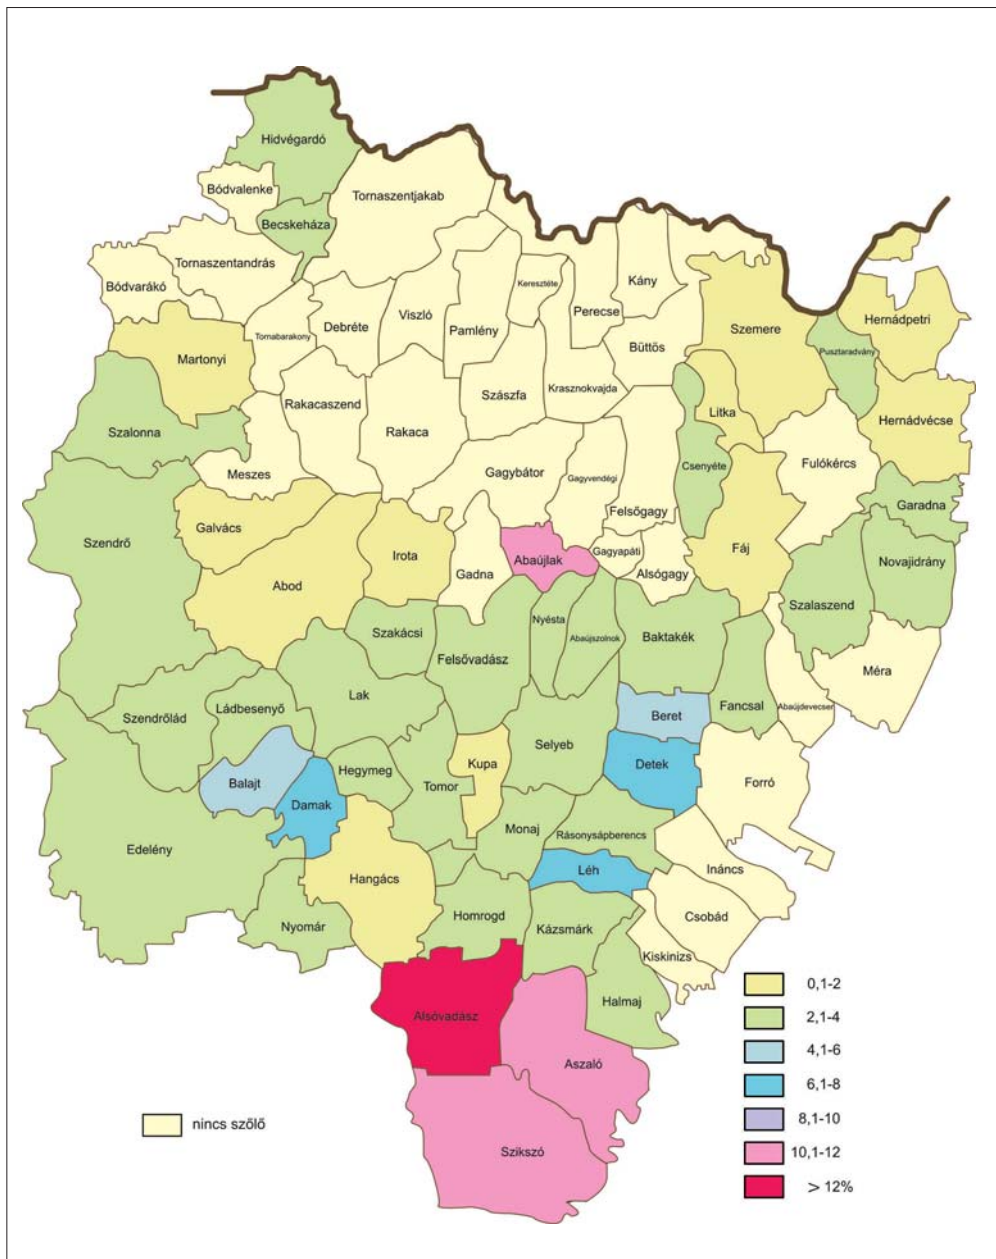 Hidvégardó
Bódvalenke
Tornaszentjakab
Becskeháza
Tornaszentandrás
Bódvarákó
Keresztéte
Kány
Perecse
Hernádpetri
Viszló
Debréte
Pamlény
Tornabarakony
Szemere
Büttös
Pusztaradvány
Martonyi
Krasznokvajda
Szászfa
Rakacaszend
Litka
Hernádvécse
Szalonna
Rakaca
Fulókércs
Csenyéte
Meszes
Gagybátor
Gagyvendégi
Garadna
Felsőgagy
Galvács
Szendrő
Irota
Abaújlak
Gagyapáti
Fáj
Novajidrány
Gadna
Alsógagy
Abod
Szalaszend
Nyésta
Szakácsi
Abaújszolnok
Baktakék
Felsővadász
Méra
Lak
Ládbesenyő
Szendrőlád
Beret
Fancsal
Abaújdevecser
Selyeb
Kupa
Detek
Hegymeg
Balajt
Tomor
Forró
Damak
Monaj
Rásonysápberencs
Edelény
Léh
Ináncs
Hangács
Homrogd
Csobád
Nyomár
Kázsmárk
Kiskinizs
Halmaj
Alsóvadász
Aszaló
Szikszó
nincs szőlő
0,1-2
2,1-4
4,1-6
6,1-8
8,1-10
10,1-12
> 12%